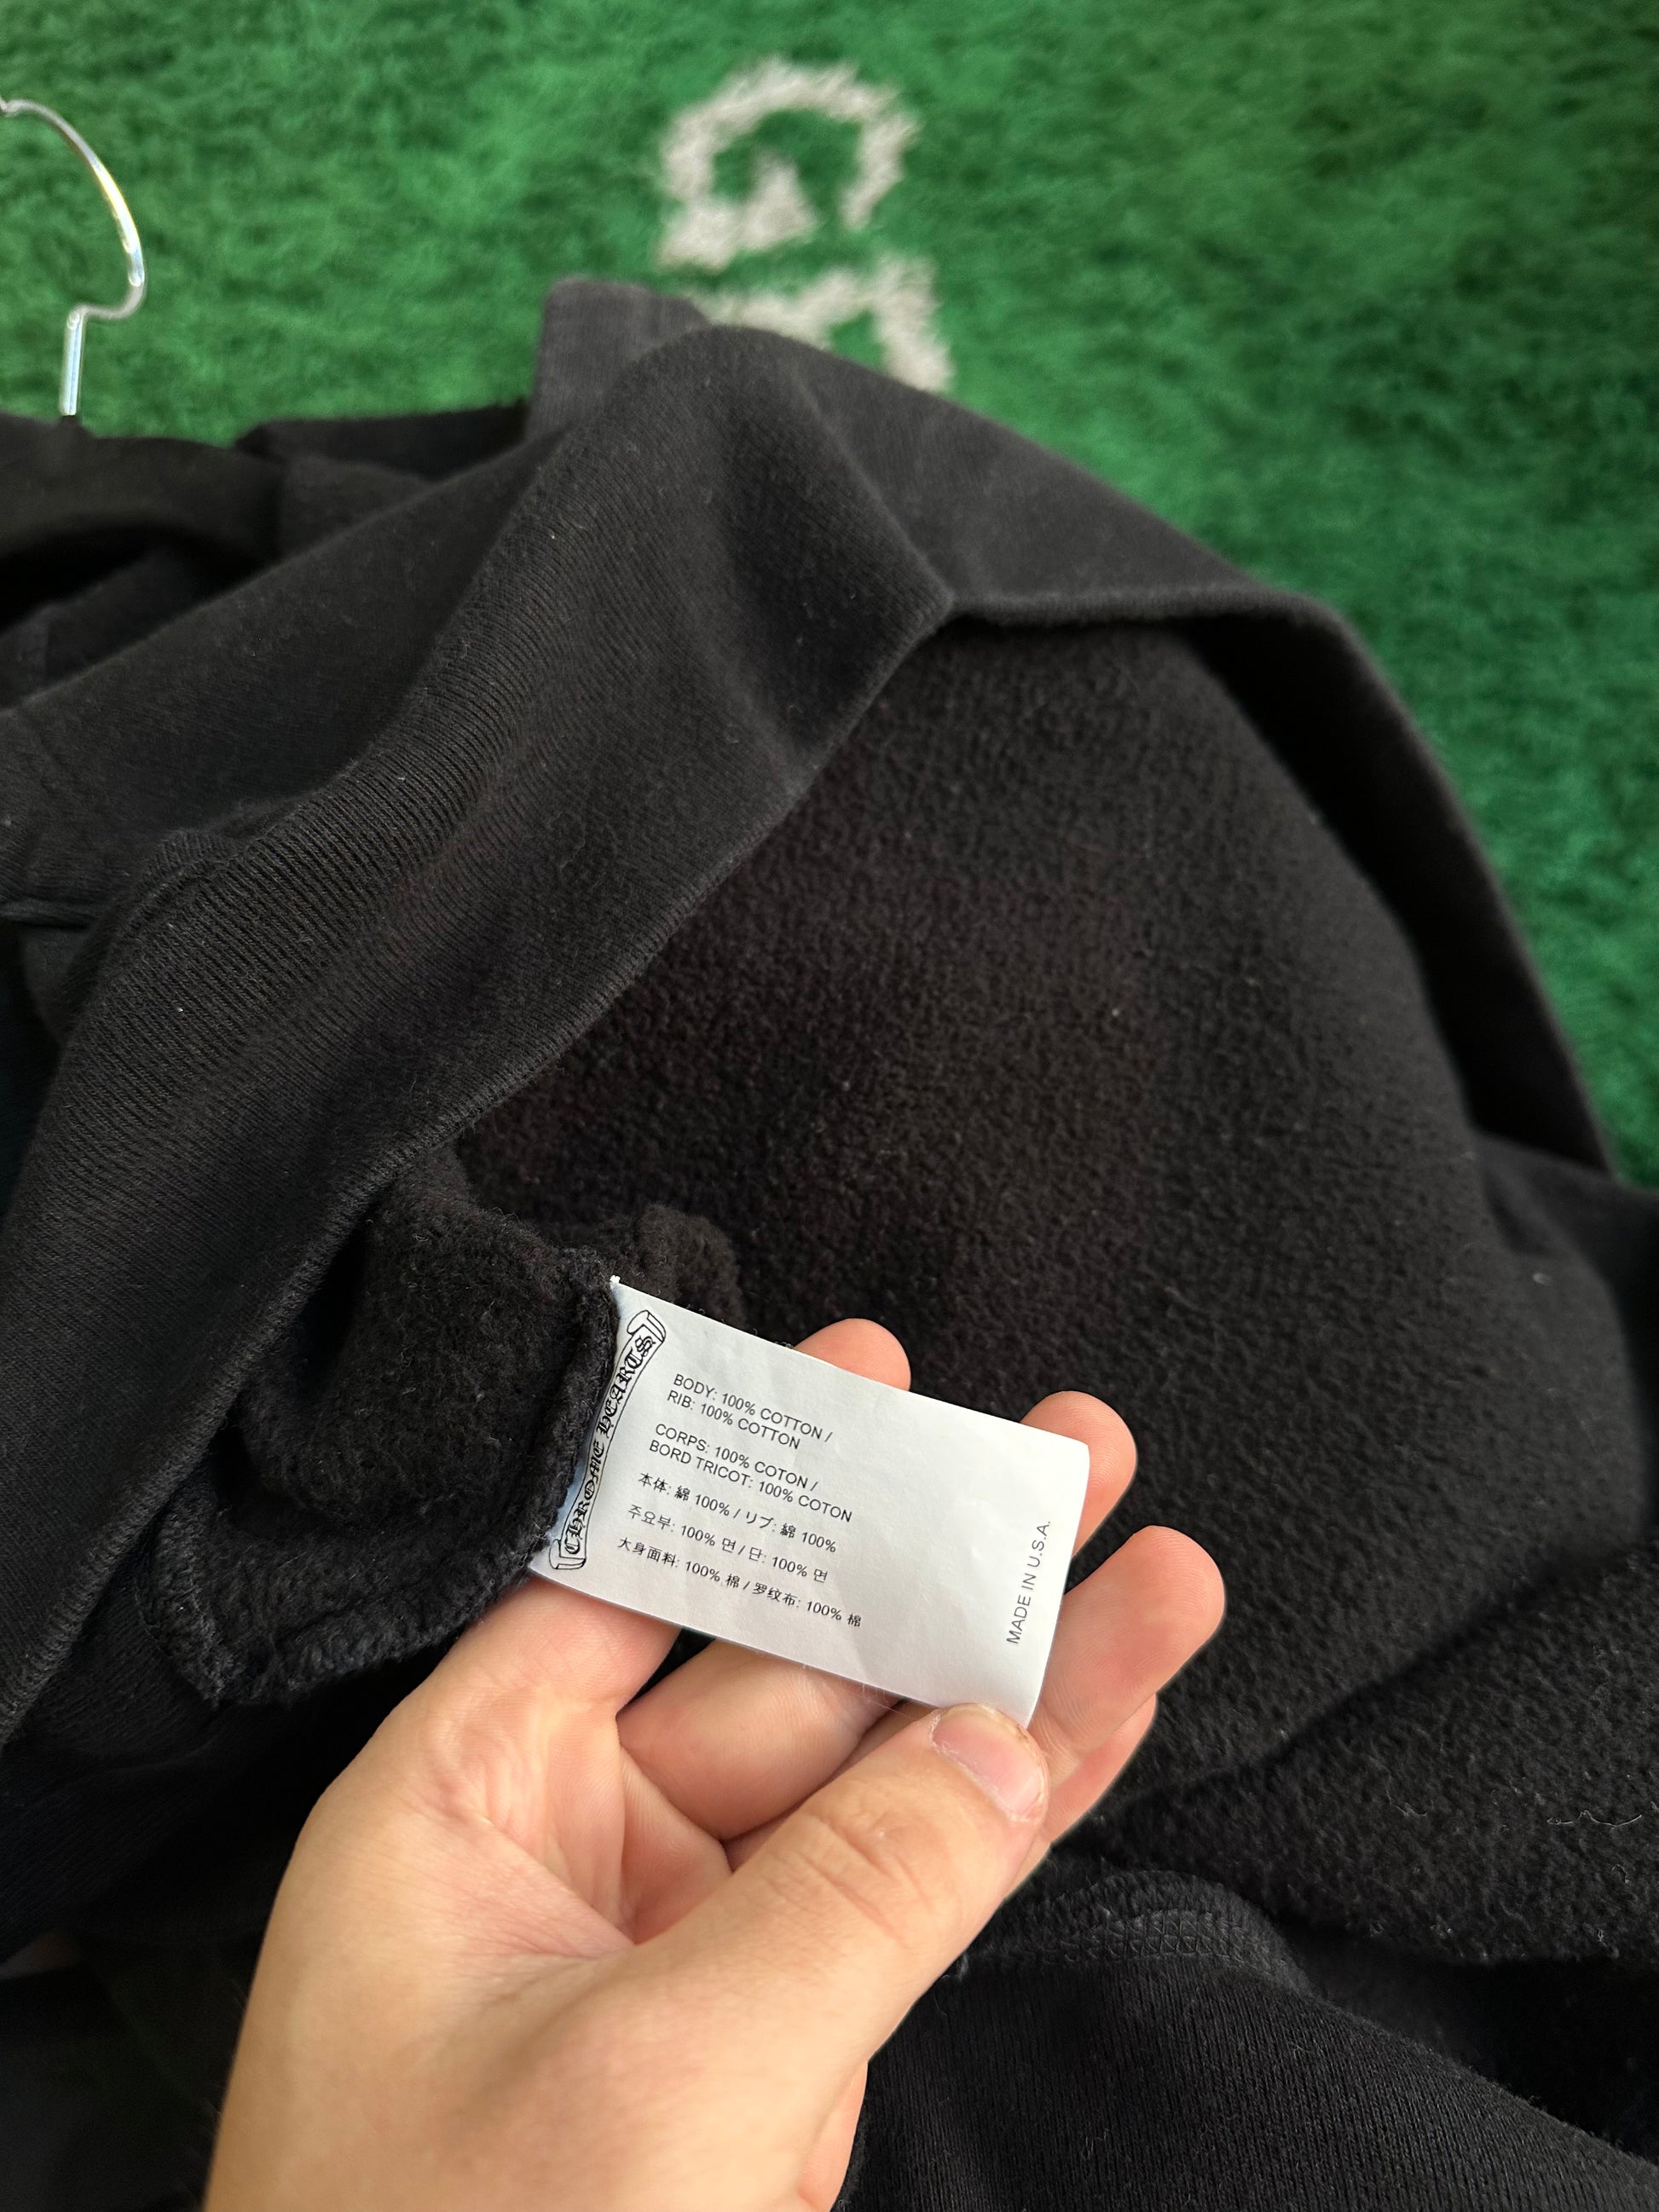 CHROME HEARTS
BODY: 100% COTTON /
RIB: 100% COTTON
CORPS: 100% COTON /
BORD TRICOT: 100% COTON
本体: 綿 100% / リブ: 綿 100%
주요부: 100% 면 / 단: 100% 면
大身面料: 100% 棉 / 罗纹布: 100% 棉
MADE IN U.S.A.